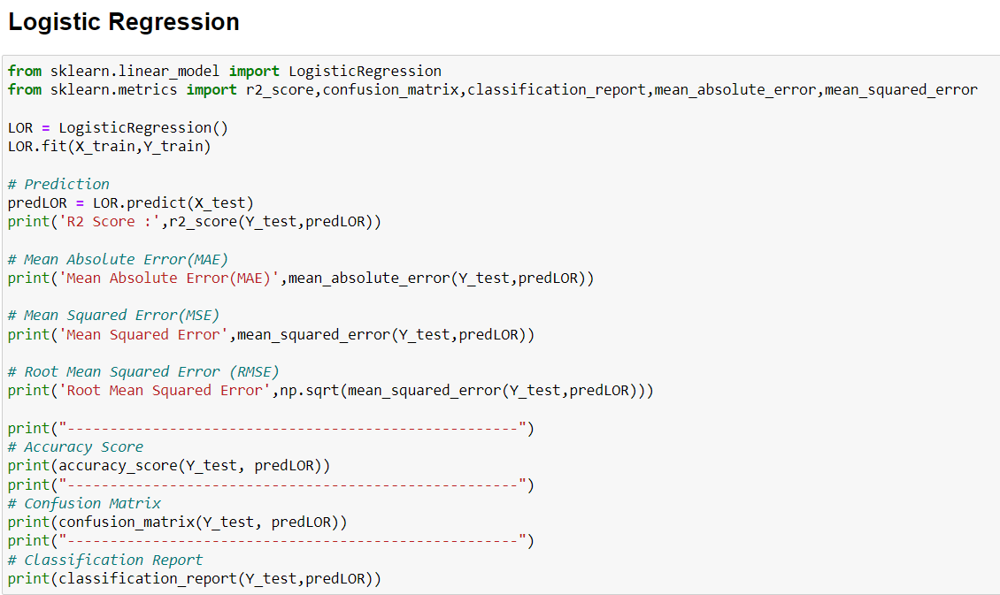 Logistic Regression
from sklearn.linear_model import LogisticRegression
from sklearn.metrics import r2_score,confusion_matrix,classification_report,mean_absolute_error,mean_squared_error
LOR = LogisticRegression()
LOR.fit(X_train,Y_train)
# Prediction
predLOR = LOR.predict(X_test)
print('R2 Score :',r2_score(Y_test,predLOR))
# Mean Absolute Error(MAE)
print('Mean Absolute Error(MAE)',mean_absolute_error(Y_test,predLOR))
# Mean Squared Error(MSE)
print('Mean Squared Error',mean_squared_error(Y_test,predLOR))
# Root Mean Squared Error (RMSE)
print('Root Mean Squared Error',np.sqrt(mean_squared_error(Y_test,predLOR)))
print("-----------------------------------------------------")
# Accuracy Score
print(accuracy_score(Y_test, predLOR))
print("-----------------------------------------------------")
# Confusion Matrix
print(confusion_matrix(Y_test, predLOR))
print("-----------------------------------------------------")
# Classification Report
print(classification_report(Y_test,predLOR))